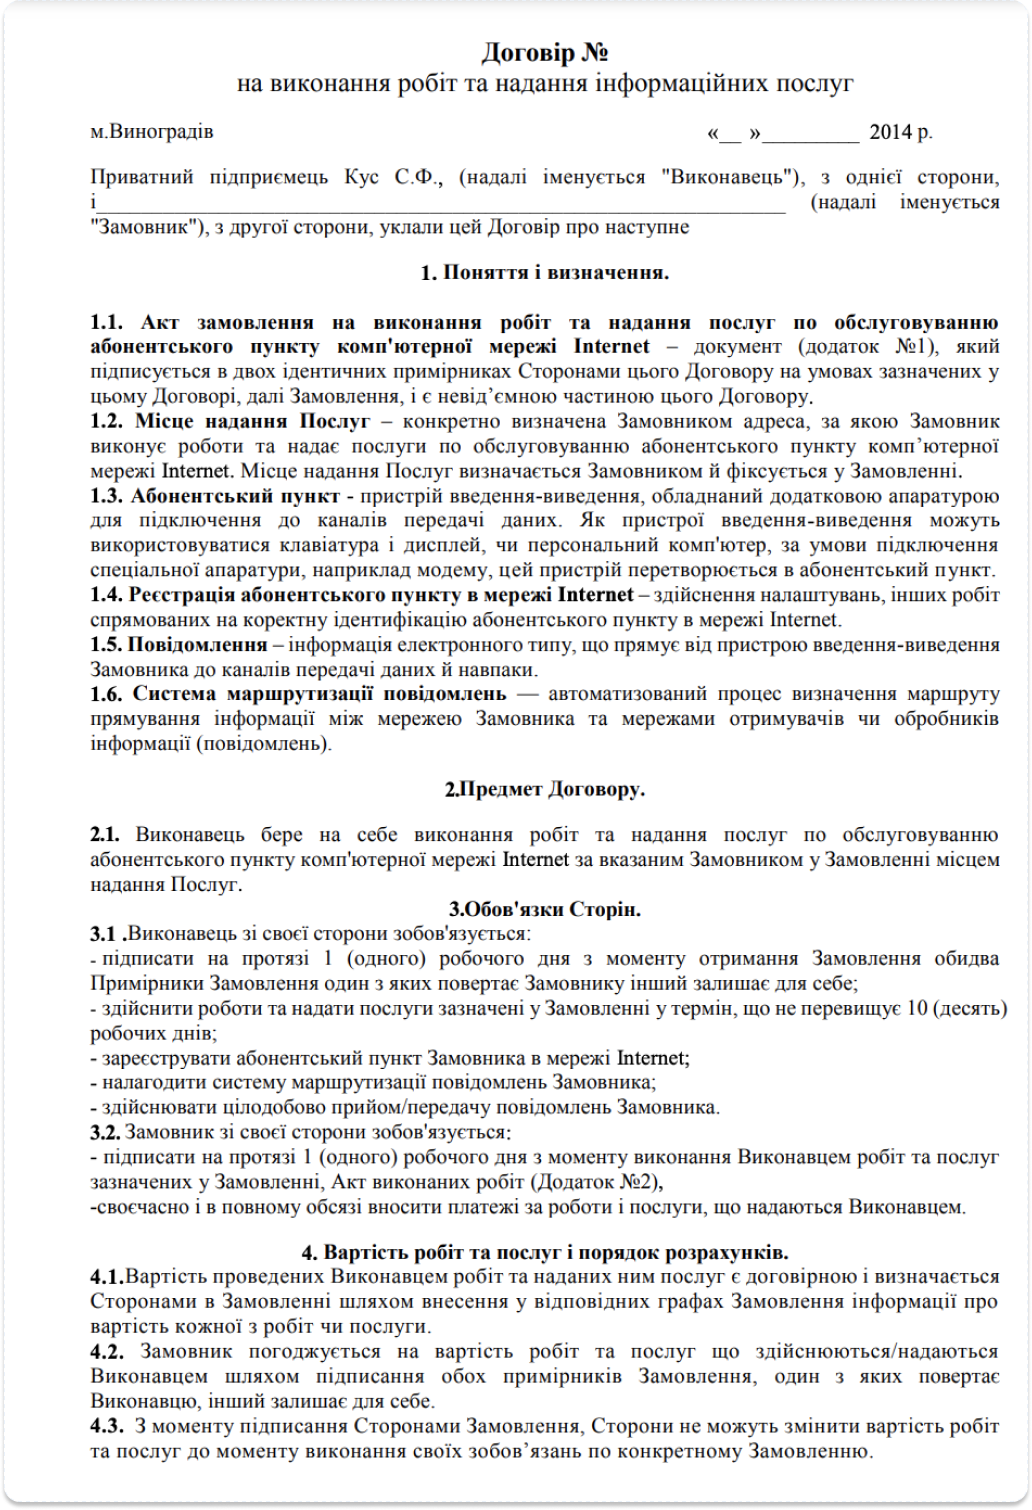 Договір №
на виконання робіт та надання інформаційних послуг
м.Виноградів «__ »_________ 2014 р.
Приватний підприємець Кус С.Ф., (надалі іменується "Виконавець"), з однієї сторони,
і_______________________________________________________________ (надалі іменується
"Замовник"), з другої сторони, уклали цей Договір про наступне
1. Поняття і визначення.
1.1. Акт замовлення на виконання робіт та надання послуг по обслуговуванню
абонентського пункту комп'ютерної мережі Internet – документ (додаток №1), який
підписується в двох ідентичних примірниках Сторонами цього Договору на умовах зазначених у
цьому Договорі, далі Замовлення, і є невід’ємною частиною цього Договору.
1.2. Місце надання Послуг – конкретно визначена Замовником адреса, за якою Замовник
виконує роботи та надає послуги по обслуговуванню абонентського пункту комп’ютерної
мережі Internet. Місце надання Послуг визначається Замовником й фіксується у Замовленні.
1.3. Абонентський пункт - пристрій введення-виведення, обладнаний додатковою апаратурою
для підключення до каналів передачі даних. Як пристрої введення-виведення можуть
використовуватися клавіатура і дисплей, чи персональний комп'ютер, за умови підключення
спеціальної апаратури, наприклад модему, цей пристрій перетворюється в абонентський пункт.
1.4. Реєстрація абонентського пункту в мережі Internet – здійснення налаштувань, інших робіт
спрямованих на коректну ідентифікацію абонентського пункту в мережі Internet.
1.5. Повідомлення – інформація електронного типу, що прямує від пристрою введення-виведення
Замовника до каналів передачі даних й навпаки.
1.6. Система маршрутизації повідомлень — автоматизований процес визначення маршруту
прямування інформації між мережею Замовника та мережами отримувачів чи обробників
інформації (повідомлень).
2.Предмет Договору.
2.1. Виконавець бере на себе виконання робіт та надання послуг по обслуговуванню
абонентського пункту комп'ютерної мережі Internet за вказаним Замовником у Замовленні місцем
надання Послуг.
3.Обов'язки Сторін.
3.1 .Виконавець зі своєї сторони зобов'язується:
- підписати на протязі 1 (одного) робочого дня з моменту отримання Замовлення обидва
Примірники Замовлення один з яких повертає Замовнику інший залишає для себе;
- здійснити роботи та надати послуги зазначені у Замовленні у термін, що не перевищує 10 (десять)
робочих днів;
- зареєструвати абонентський пункт Замовника в мережі Internet;
- налагодити систему маршрутизації повідомлень Замовника;
- здійснювати цілодобово прийом/передачу повідомлень Замовника.
3.2. Замовник зі своєї сторони зобов'язується:
- підписати на протязі 1 (одного) робочого дня з моменту виконання Виконавцем робіт та послуг
зазначених у Замовленні, Акт виконаних робіт (Додаток №2),
-своєчасно і в повному обсязі вносити платежі за роботи і послуги, що надаються Виконавцем.
4. Вартість робіт та послуг і порядок розрахунків.
4.1.Вартість проведених Виконавцем робіт та наданих ним послуг є договірною і визначається
Сторонами в Замовленні шляхом внесення у відповідних графах Замовлення інформації про
вартість кожної з робіт чи послуги.
4.2. Замовник погоджується на вартість робіт та послуг що здійснюються/надаються
Виконавцем шляхом підписання обох примірників Замовлення, один з яких повертає
Виконавцю, інший залишає для себе.
4.3. З моменту підписання Сторонами Замовлення, Сторони не можуть змінити вартість робіт
та послуг до моменту виконання своїх зобов’язань по конкретному Замовленню.